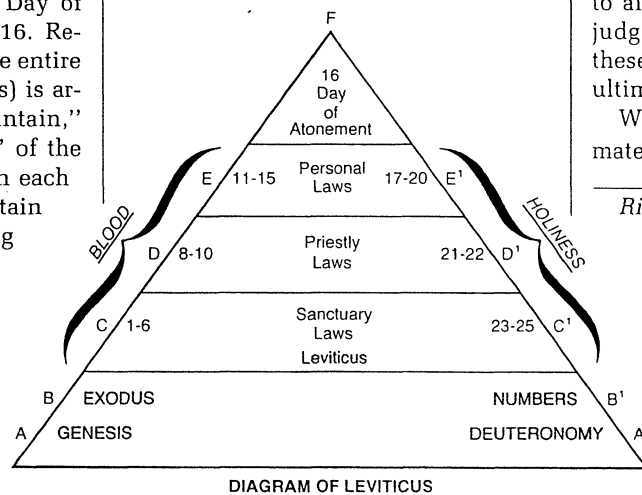 Day of
16. Re-
e entire
s) is ar-
ntain,"
' of the
n each
tain
g
to al
judg
these
ultim
W
mate
Ri
F
16
Day
of
Atonement
E 11-15 Personal Laws 17-20 E¹
BLOOD
HOLINESS
D 8-10 Priestly Laws 21-22 D¹
C 1-6 Sanctuary Laws 23-25 C¹
Leviticus
B EXODUS NUMBERS B¹
A GENESIS DEUTERONOMY A
DIAGRAM OF LEVITICUS